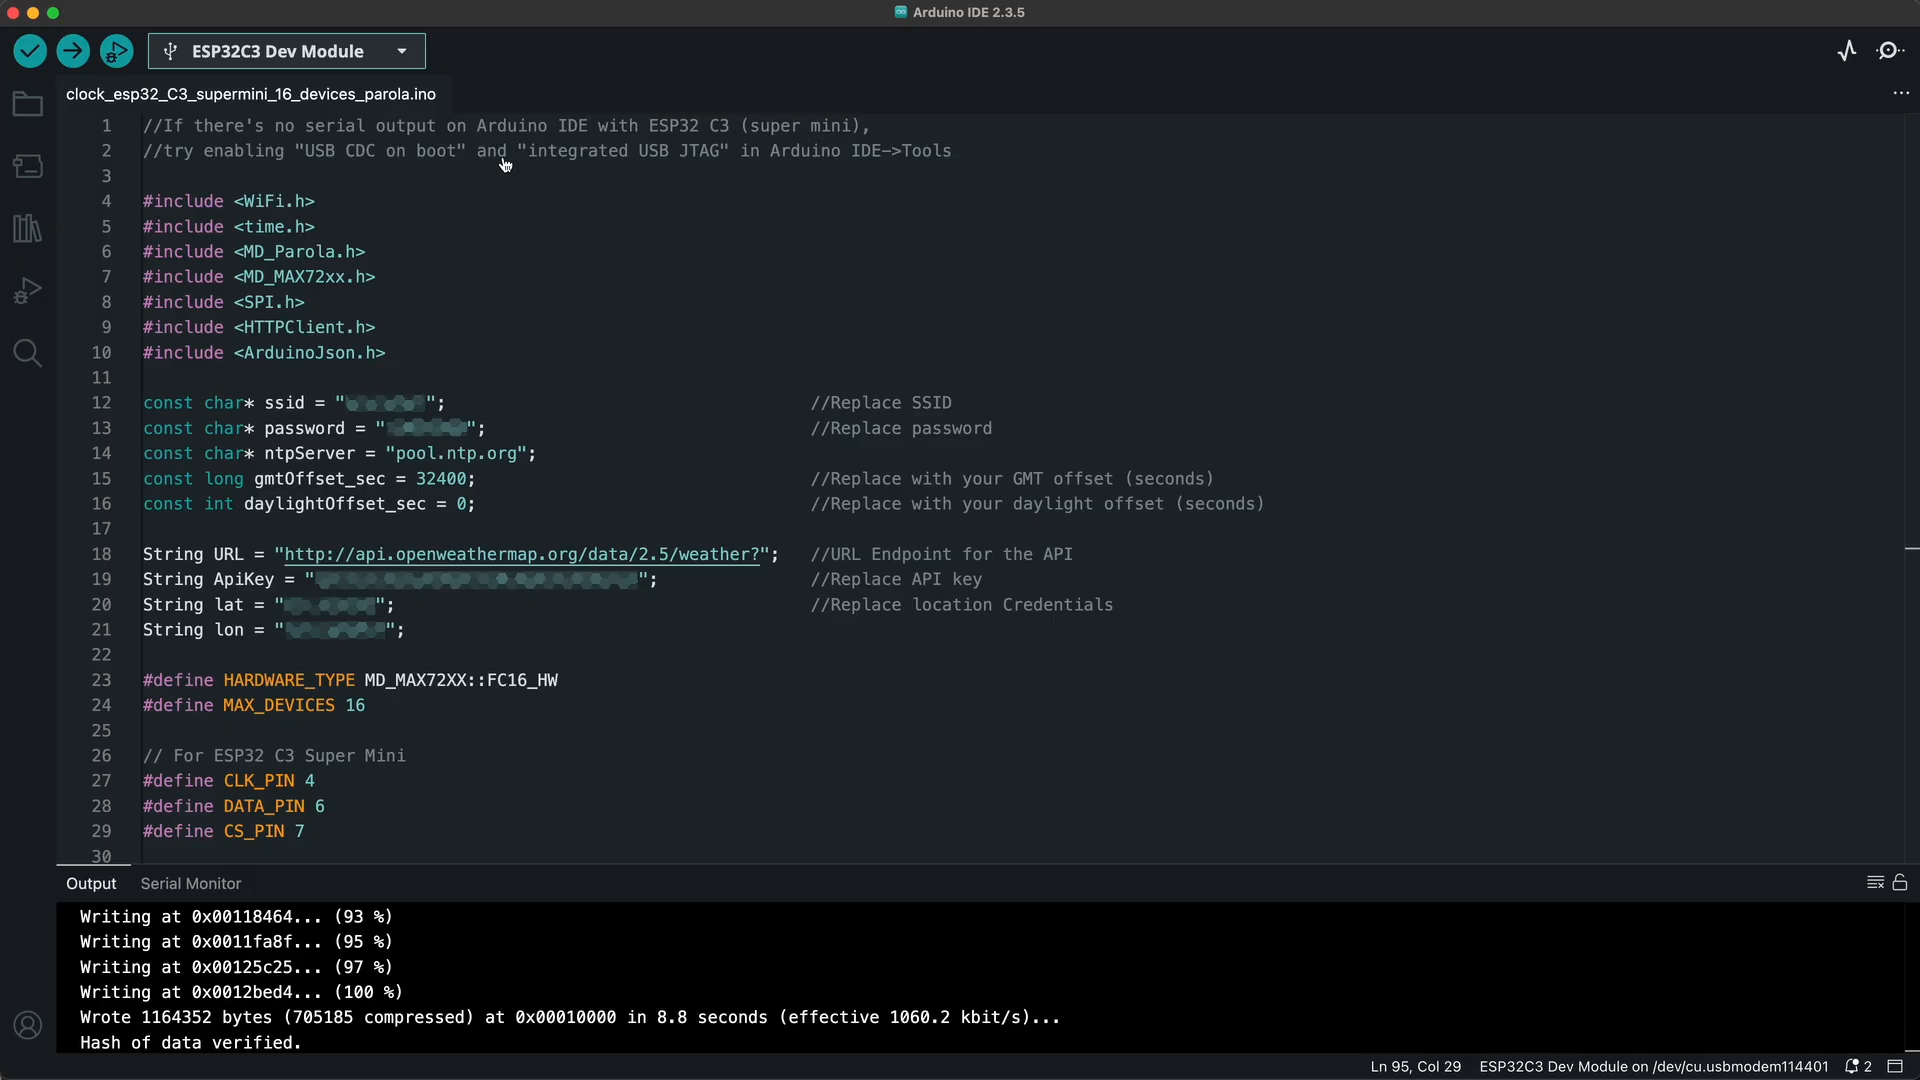 Arduino IDE 2.3.5
ESP32C3 Dev Module
clock_esp32_C3_supermini_16_devices_parola.ino
1 //If there's no serial output on Arduino IDE with ESP32 C3 (super mini),
2 //try enabling "USB CDC on boot" and "integrated USB JTAG" in Arduino IDE->Tools
3
4 #include <WiFi.h>
5 #include <time.h>
6 #include <MD_Parola.h>
7 #include <MD_MAX72xx.h>
8 #include <SPI.h>
9 #include <HTTPClient.h>
10 #include <ArduinoJson.h>
11
12 const char* ssid = " "; //Replace SSID
13 const char* password = " "; //Replace password
14 const char* ntpServer = "pool.ntp.org";
15 const long gmtOffset_sec = 32400; //Replace with your GMT offset (seconds)
16 const int daylightOffset_sec = 0; //Replace with your daylight offset (seconds)
17
18 String URL = "http://api.openweathermap.org/data/2.5/weather?"; //URL Endpoint for the API
19 String ApiKey = " "; //Replace API key
20 String lat = " "; //Replace location Credentials
21 String lon = " ";
22
23 #define HARDWARE_TYPE MD_MAX72XX::FC16_HW
24 #define MAX_DEVICES 16
25
26 // For ESP32 C3 Super Mini
27 #define CLK_PIN 4
28 #define DATA_PIN 6
29 #define CS_PIN 7
30
Output Serial Monitor
Writing at 0x00118464... (93 %)
Writing at 0x0011fa8f... (95 %)
Writing at 0x00125c25... (97 %)
Writing at 0x0012bed4... (100 %)
Wrote 1164352 bytes (705185 compressed) at 0x00010000 in 8.8 seconds (effective 1060.2 kbit/s)...
Hash of data verified.
Ln 95, Col 29 ESP32C3 Dev Module on /dev/cu.usbmodem114401 2